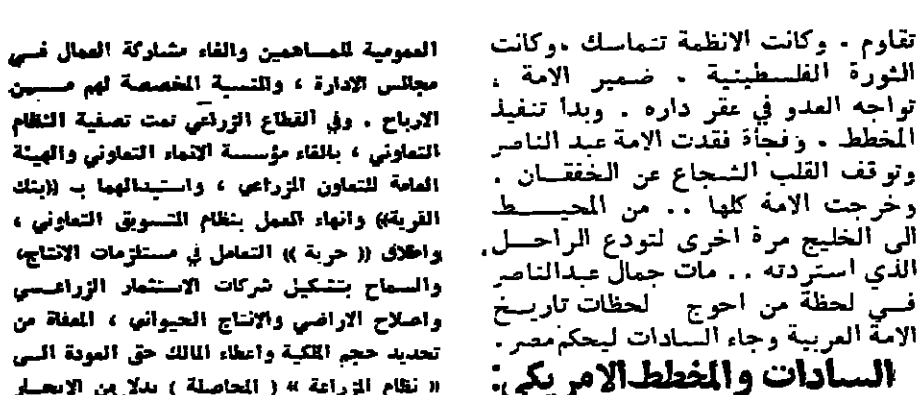 تقاوم . وكانت الانظمة تتماسك .وكانت
الثورة الفلسطينية . ضمير الامة .
تواجه العدو في عقر داره . وبدا تنفيذ
المخطط . وفجأة فقدت الامة عبد الناصر
وتوقف القلب الشجاع عن الخفقان .
وخرجت الامة كلها . . من المحيط
الى الخليج مرة اخرى لتودع الراحل.
الذي استردته . . مات جمال عبدالناصر
في لحظة من احوج لحظات تاريخ
الامة العربية وجاء السادات ليحكم مصر .
السادات والمخطط الامريكي:
العمومية للمساهمين والغاء مشاركة العمال في
مجالس الادارة ، والنسبة المخصصة لهم من
الارباح . وفي القطاع الزراعي تمت تصفية النظام
التعاوني ، بالغاء مؤسسة الانماء التعاوني والهيئة
العامة للتعاون الزراعي ، واستبدالهما بـ ((بنك
القرية)) وانهاء العمل بنظام التسويق التعاوني ،
واطلاق (( حرية )) التعامل في مستلزمات الانتاج،
والسماح بتشكيل شركات الاستثمار الزراعي
واصلاح الاراضي والانتاج الحيواني ، المعفاة من
تحديد حجم الملكية واعطاء المالك حق العودة الى
(( نظام المزراعة )) ( المحاصلة ) بدلا من الايجار